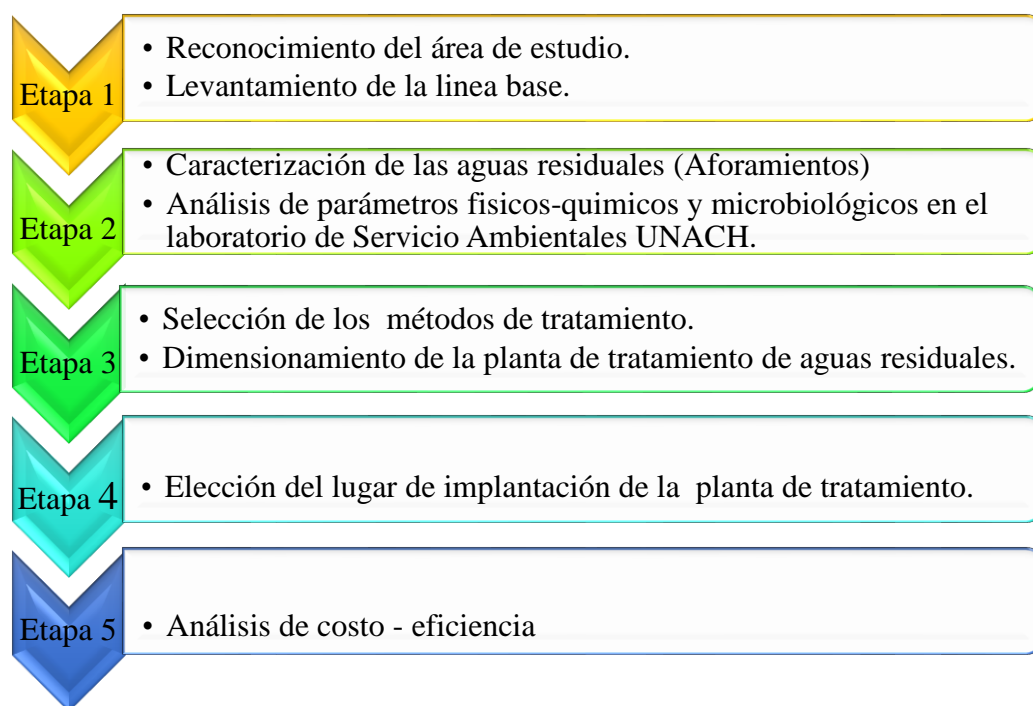 Etapa 1
• Reconocimiento del área de estudio.
• Levantamiento de la linea base.
Etapa 2
• Caracterización de las aguas residuales (Aforamientos)
• Análisis de parámetros fisicos-quimicos y microbiológicos en el
laboratorio de Servicio Ambientales UNACH.
Etapa 3
• Selección de los métodos de tratamiento.
• Dimensionamiento de la planta de tratamiento de aguas residuales.
Etapa 4
• Elección del lugar de implantación de la planta de tratamiento.
Etapa 5
• Análisis de costo - eficiencia